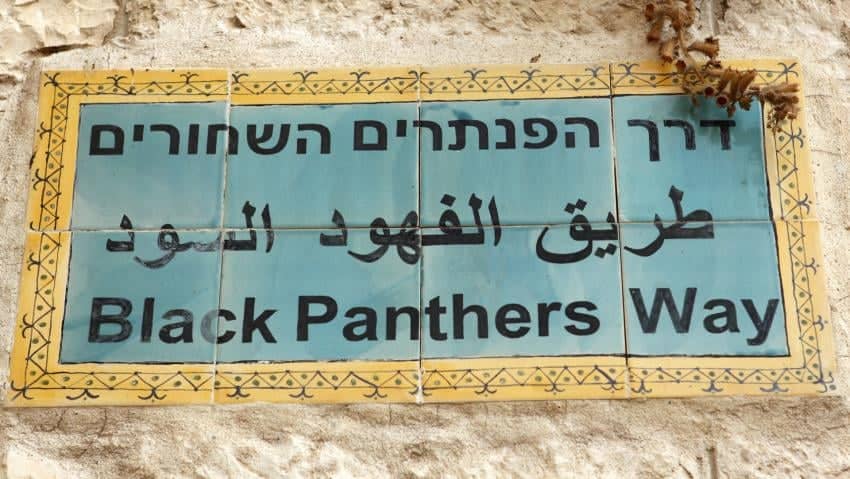 דרך הפנתרים השחורים
طريق الفهود السود
Black Panthers Way